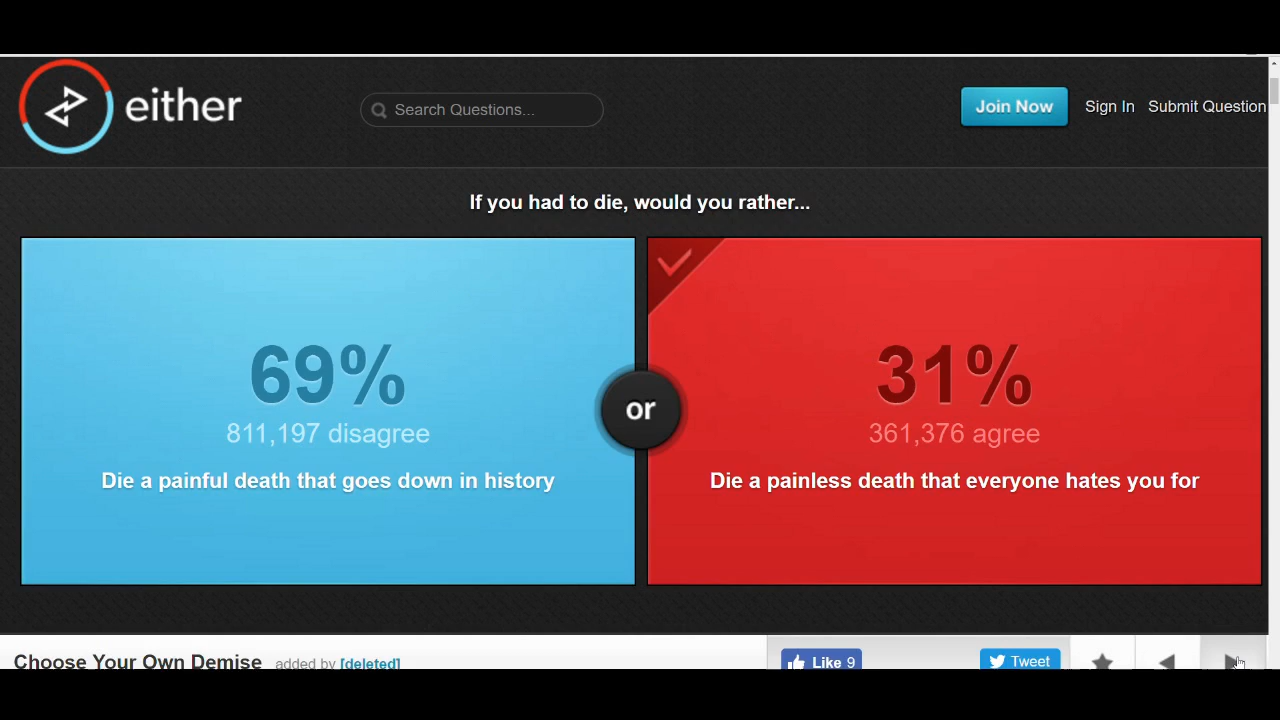 either
Search Questions...
Join Now
Sign In
Submit Question
If you had to die, would you rather...
69%
811,197 disagree
Die a painful death that goes down in history
or
31%
361,376 agree
Die a painless death that everyone hates you for
Choose Your Own Demise added by [deleted]
Like 9
Tweet